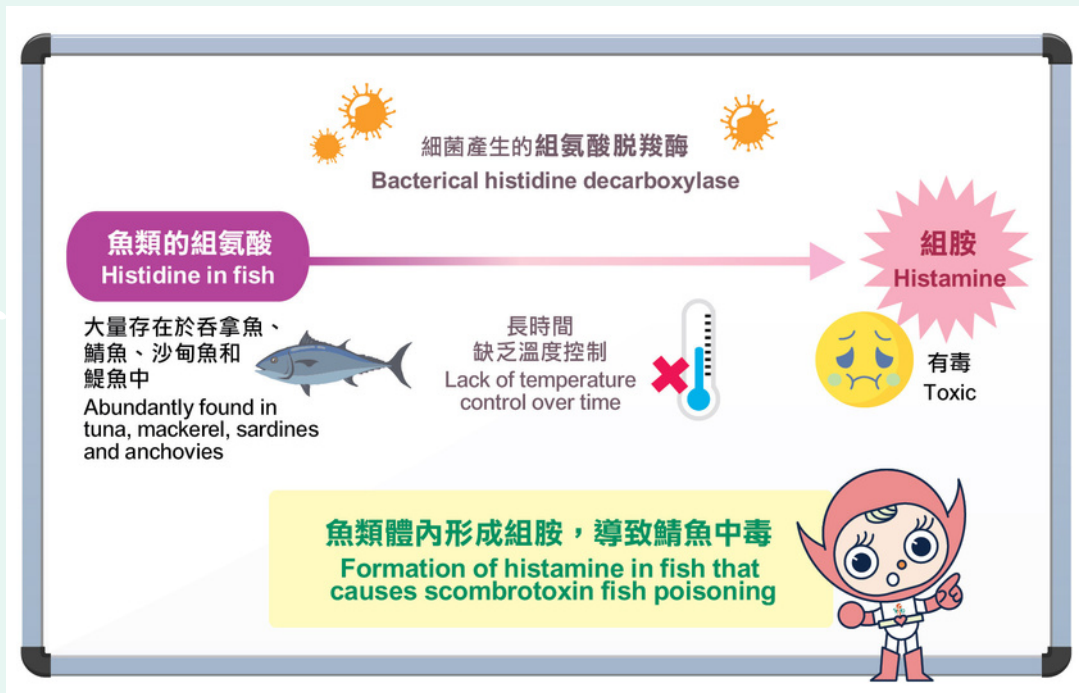 細菌產生的組氨酸脫羧酶
Bacterical histidine decarboxylase
魚類的組氨酸
Histidine in fish
組胺
Histamine
大量存在於吞拿魚、
鯖魚、沙甸魚和
鯷魚中
Abundantly found in
tuna, mackerel, sardines
and anchovies
長時間
缺乏溫度控制
Lack of temperature
control over time
有毒
Toxic
魚類體內形成組胺，導致鯖魚中毒
Formation of histamine in fish that
causes scombrotoxin fish poisoning